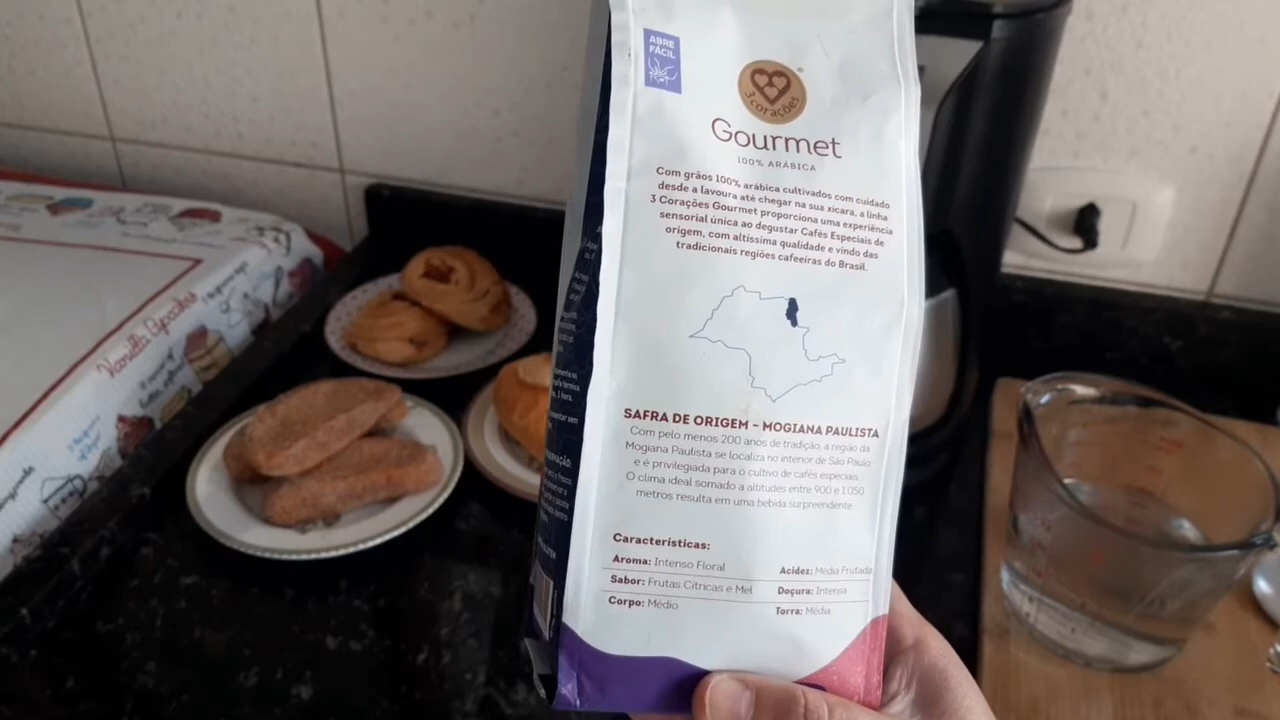 ABRE
FÁCIL
3 corações
Gourmet
100% ARÁBICA
Com grãos 100% arábica cultivados com cuidado
desde a lavoura até chegar na sua xícara, a linha
3 Corações Gourmet proporciona uma experiência
sensorial única ao degustar Cafés Especiais de
origem, com altíssima qualidade e vindo das
tradicionais regiões cafeeiras do Brasil.
SAFRA DE ORIGEM – MOGIANA PAULISTA
Com pelo menos 200 anos de tradição, a região da
Mogiana Paulista se localiza no interior de São Paulo
e é privilegiada para o cultivo de cafés especiais.
O clima ideal somado a altitudes entre 900 e 1.050
metros resulta em uma bebida surpreendente.
Características:
Aroma: Intenso Floral
Acidez: Média Frutada
Sabor: Frutas Cítricas e Mel
Doçura: Intensa
Corpo: Médio
Torra: Média.
Vanilla Cupcakes